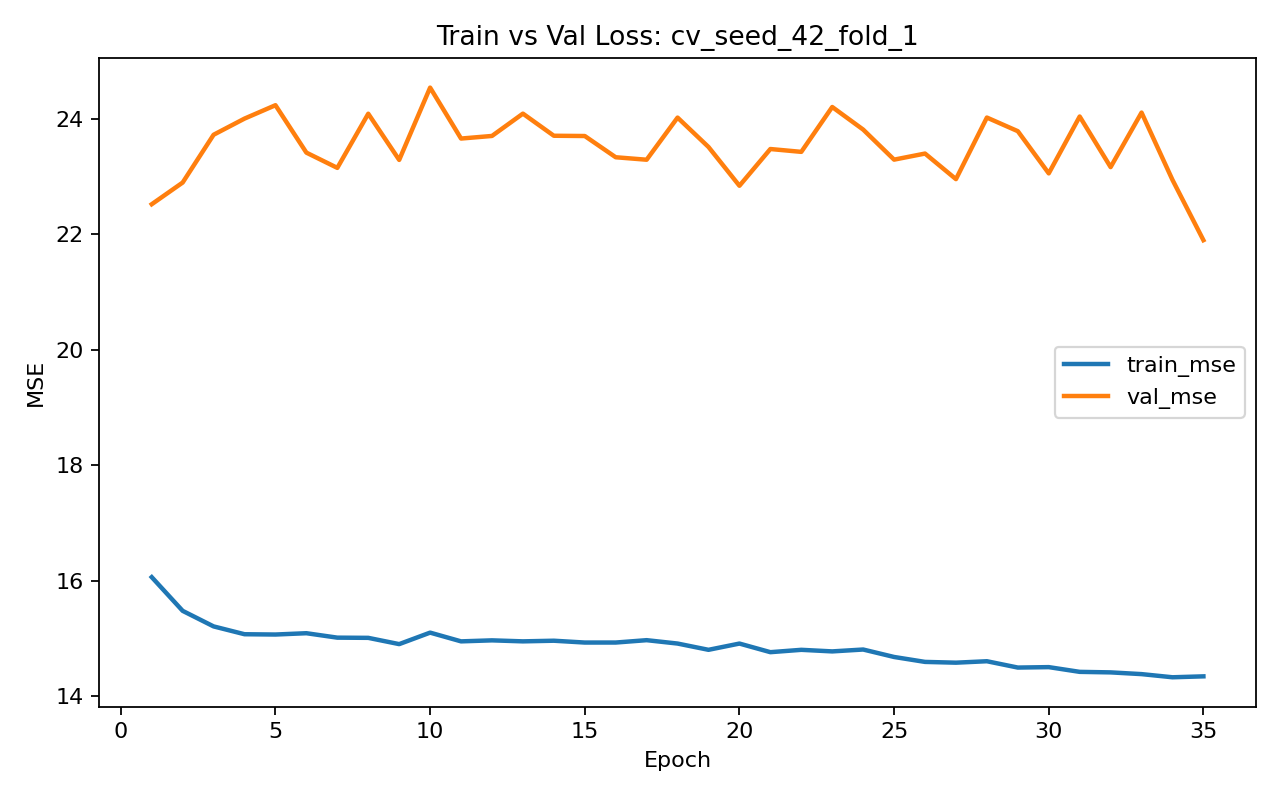 Train vs Val Loss: cv_seed_42_fold_1
MSE
24
22
20
18
16
14
train_mse
val_mse
0 5 10 15 20 25 30 35
Epoch